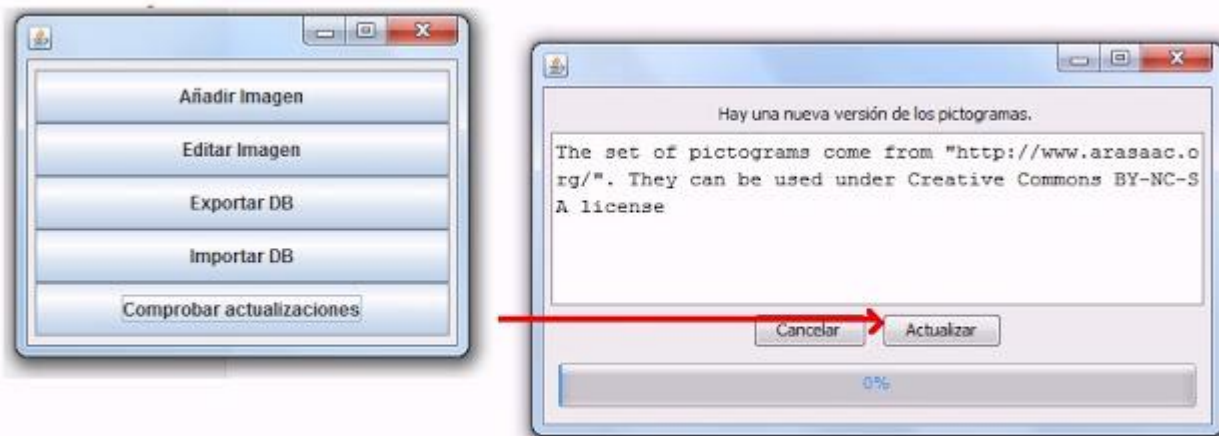 Añadir Imagen
Editar Imagen
Exportar DB
Importar DB
Comprobar actualizaciones
Hay una nueva versión de los pictogramas.
The set of pictograms come from "http://www.arasaac.o
rg/". They can be used under Creative Commons BY-NC-S
A license
Cancelar Actualizar
0%